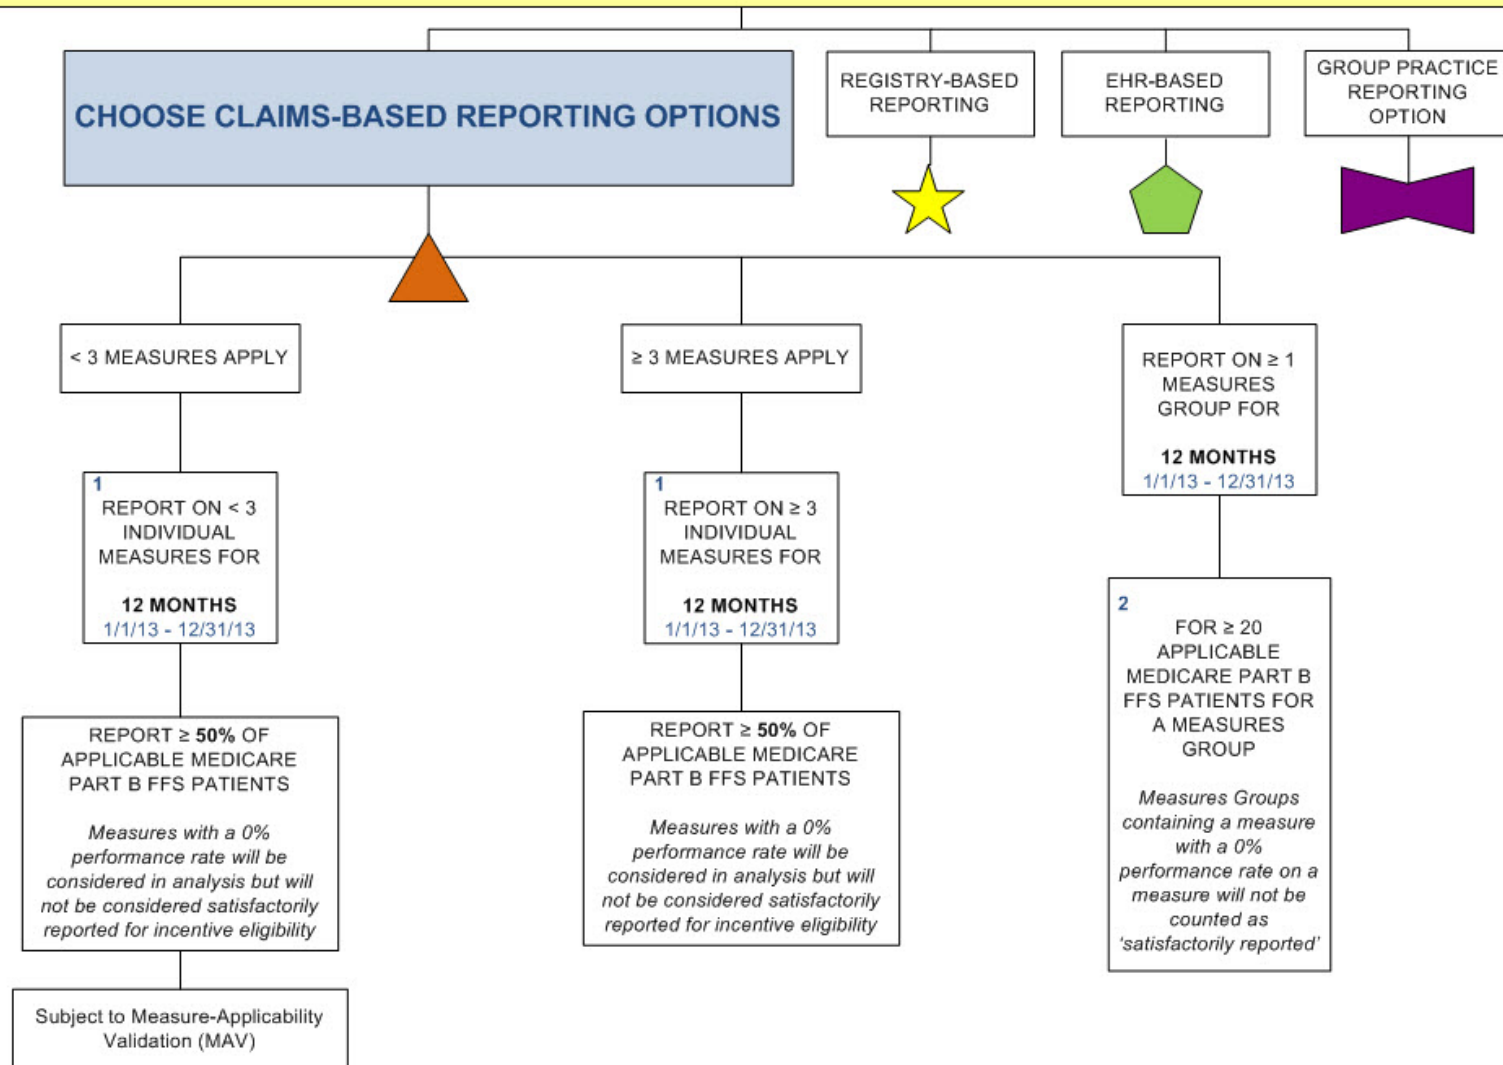 CHOOSE CLAIMS-BASED REPORTING OPTIONS
REGISTRY-BASED
REPORTING
EHR-BASED
REPORTING
GROUP PRACTICE
REPORTING
OPTION
< 3 MEASURES APPLY
≥ 3 MEASURES APPLY
REPORT ON ≥ 1
MEASURES
GROUP FOR
12 MONTHS
1/1/13 - 12/31/13
1
REPORT ON < 3
INDIVIDUAL
MEASURES FOR
12 MONTHS
1/1/13 - 12/31/13
1
REPORT ON ≥ 3
INDIVIDUAL
MEASURES FOR
12 MONTHS
1/1/13 - 12/31/13
2
FOR ≥ 20
APPLICABLE
MEDICARE PART B
FFS PATIENTS FOR
A MEASURES
GROUP
Measures Groups
containing a measure
with a 0%
performance rate on a
measure will not be
counted as
‘satisfactorily reported’
REPORT ≥ 50% OF
APPLICABLE MEDICARE
PART B FFS PATIENTS
Measures with a 0%
performance rate will be
considered in analysis but will
not be considered satisfactorily
reported for incentive eligibility
REPORT ≥ 50% OF
APPLICABLE MEDICARE
PART B FFS PATIENTS
Measures with a 0%
performance rate will be
considered in analysis but will
not be considered satisfactorily
reported for incentive eligibility
Subject to Measure-Applicability
Validation (MAV)